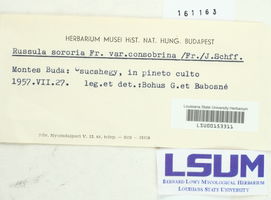 161163
HERBARIUM MUSEI HIST. NAT. HUNG. BUDAPEST
Russula sororia Fr. var.consobrina /Fr./J.Schff.
Montes Buda: in pineto culto
1957.VII.27. leg.et det.:Bohus G.et Babosné
Louisiana State University Herbarium
LSU00153311
LSUM
BERNARD LOWY MYCOLOGICAL HERBARIUM
LOUISIANA STATE UNIVERSITY